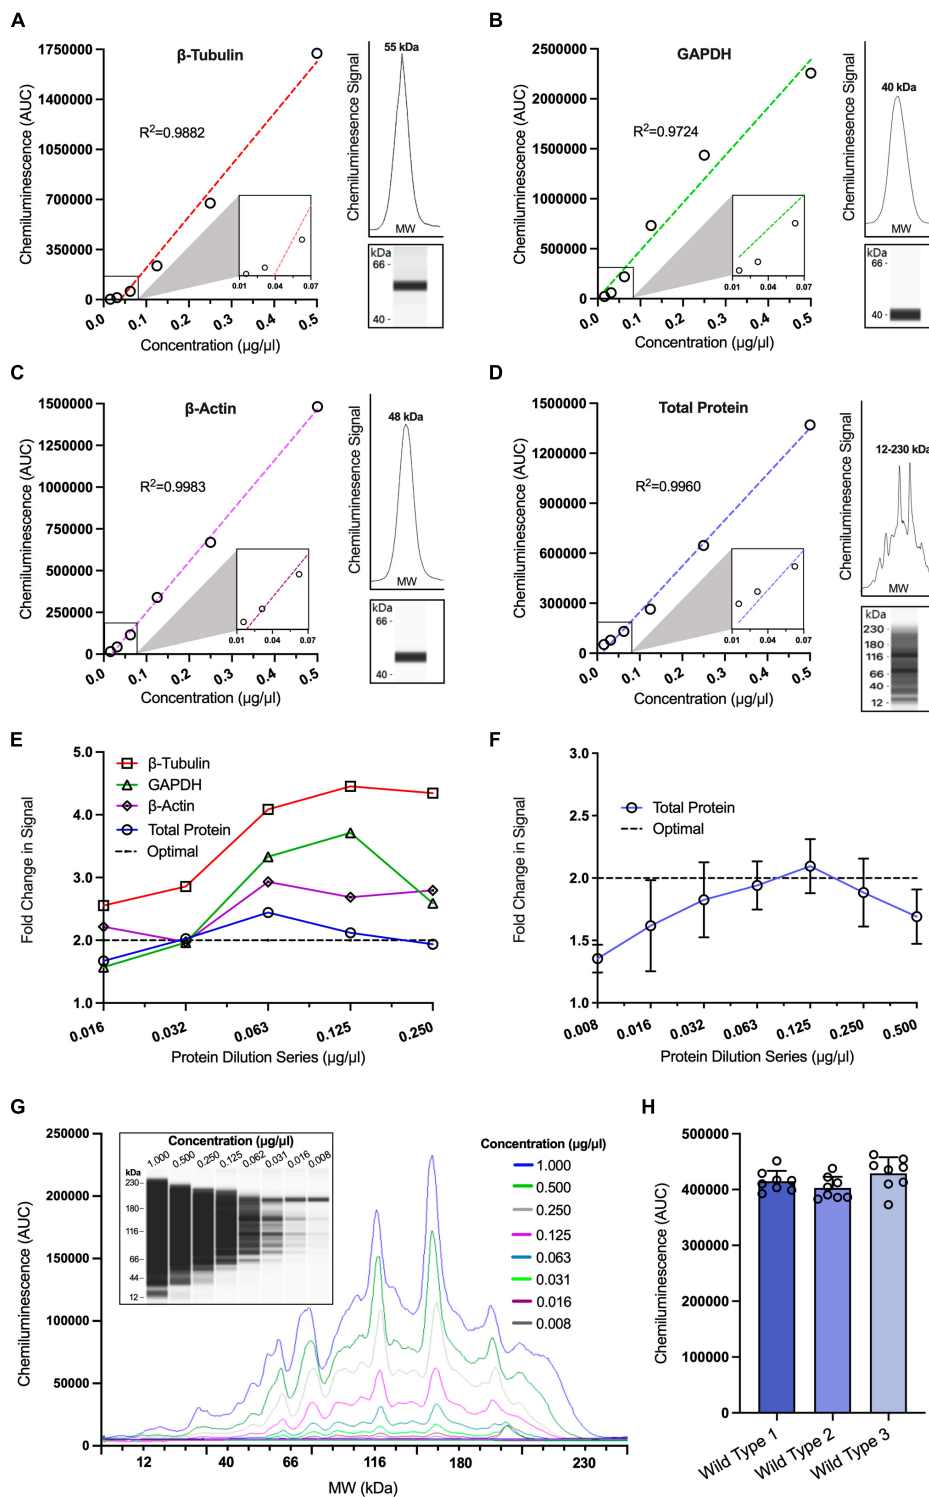 A
β-Tubulin
Chemiluminescence (AUC)
1750000
1450000
1150000
750000
350000
0
R²=0.9882
0.01 0.04 0.07
0.0 0.1 0.2 0.3 0.4 0.5
Concentration (µg/µl)
Chemiluminesence Signal
55 kDa
MW
kDa
66 -
40 -
B
GAPDH
Chemiluminescence (AUC)
2500000
2000000
1500000
1000000
500000
0
R²=0.9724
0.01 0.04 0.07
0.0 0.1 0.2 0.3 0.4 0.5
Concentration (µg/µl)
Chemiluminesence Signal
40 kDa
MW
kDa
66 -
40 -
C
β-Actin
Chemiluminescence (AUC)
1500000
1000000
750000
500000
250000
0
R²=0.9983
0.01 0.04 0.07
0.0 0.1 0.2 0.3 0.4 0.5
Concentration (µg/µl)
Chemiluminesence Signal
48 kDa
MW
kDa
66 -
40 -
D
Total Protein
Chemiluminescence (AUC)
1500000
1200000
900000
600000
300000
0
R²=0.9960
0.01 0.04 0.07
0.0 0.1 0.2 0.3 0.4 0.5
Concentration (µg/µl)
Chemiluminesence Signal
12-230 kDa
MW
kDa
230 -
180 -
116 -
66 -
40 -
12 -
E
Fold Change in Signal
5.0
4.0
3.0
2.0
1.0
β-Tubulin
GAPDH
β-Actin
Total Protein
Optimal
0.016 0.032 0.063 0.125 0.250
Protein Dilution Series (µg/µl)
F
Fold Change in Signal
3.0
2.5
2.0
1.5
1.0
Total Protein
Optimal
0.008 0.016 0.032 0.063 0.125 0.250 0.500
Protein Dilution Series (µg/µl)
G
Chemiluminescence (AUC)
250000
200000
150000
100000
50000
0
Concentration (µg/µl)
1.000 0.500 0.250 0.125 0.062 0.031 0.016 0.008
kDa
230
180
116
66
44
12
Concentration (µg/µl)
1.000
0.500
0.250
0.125
0.063
0.031
0.016
0.008
12 40 66 116 180 230
MW (kDa)
H
Chemiluminescence (AUC)
500000
400000
300000
200000
100000
0
Wild Type 1 Wild Type 2 Wild Type 3